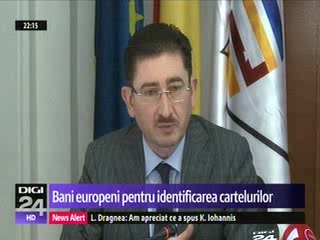 22:15
DIGI
24
HD
Bani europeni pentru identificarea cartelurilor
News Alert
L. Dragnea: Am apreciat ce a spus K. Iohannis